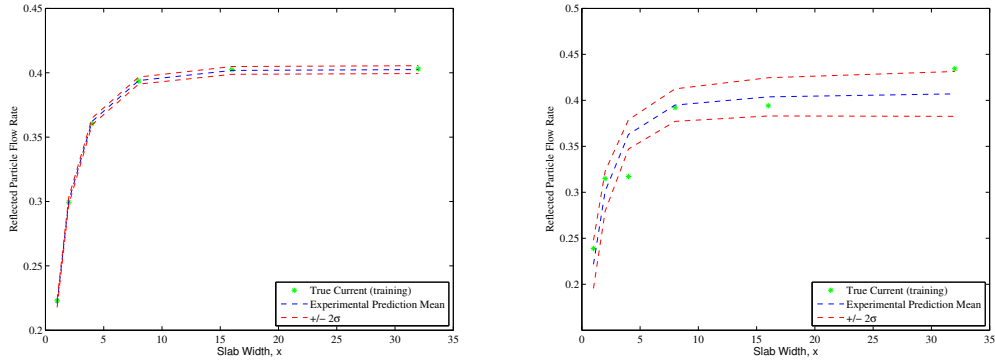 0.45
0.4
0.35
0.3
0.25
0.2
Reflected Particle Flow Rate
0 5 10 15 20 25 30 35
Slab Width, x
True Current (training)
Experimental Prediction Mean
+/- 2σ
0.5
0.45
0.4
0.35
0.3
0.25
0.2
Reflected Particle Flow Rate
0 5 10 15 20 25 30 35
Slab Width, x
True Current (training)
Experimental Prediction Mean
+/- 2σ